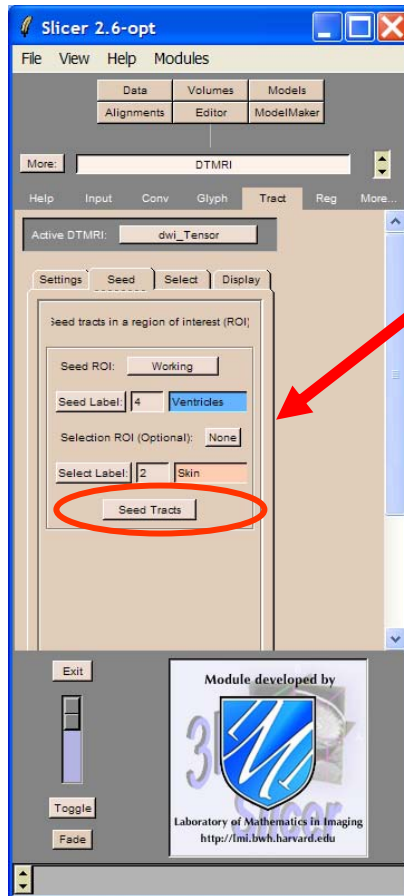 Slicer 2.6-opt
File View Help Modules
Data Volumes Models
Alignments Editor ModelMaker
More: DTMRI
Help Input Conv Glyph Tract Reg More...
Active DTMRI: dwi_Tensor
Settings Seed Select Display
Seed tracts in a region of interest (ROI)
Seed ROI: Working
Seed Label: 4 Ventricles
Selection ROI (Optional): None
Select Label: 2 Skin
Seed Tracts
Exit
Toggle
Fade
Module developed by
3D Slicer
Laboratory of Mathematics in Imaging
http://lmi.bwh.harvard.edu